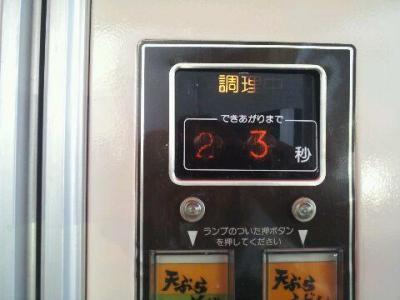 調理中
できあがりまで
23 秒
ランプのついた押ボタン
を押してください
天ぷら
天ぷら